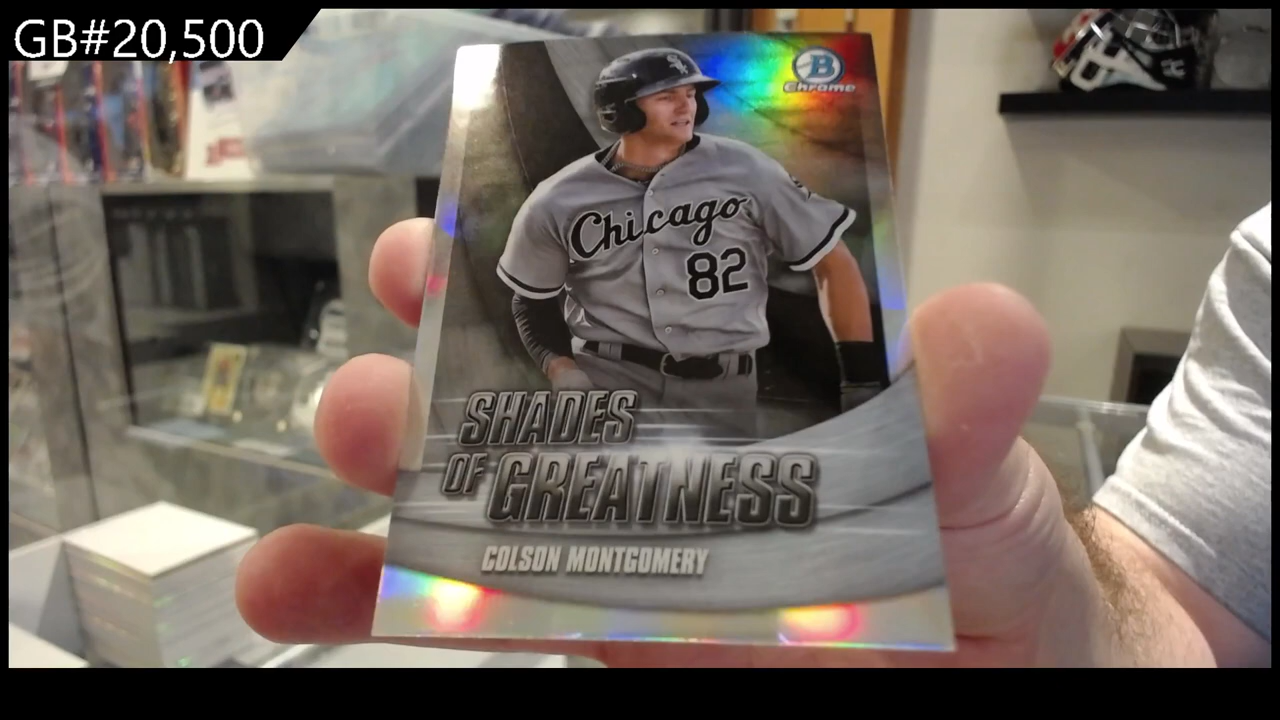 GB#20,500
B
Chrome
Chicago
82
SHADES
OF GREATNESS
COLSON MONTGOMERY